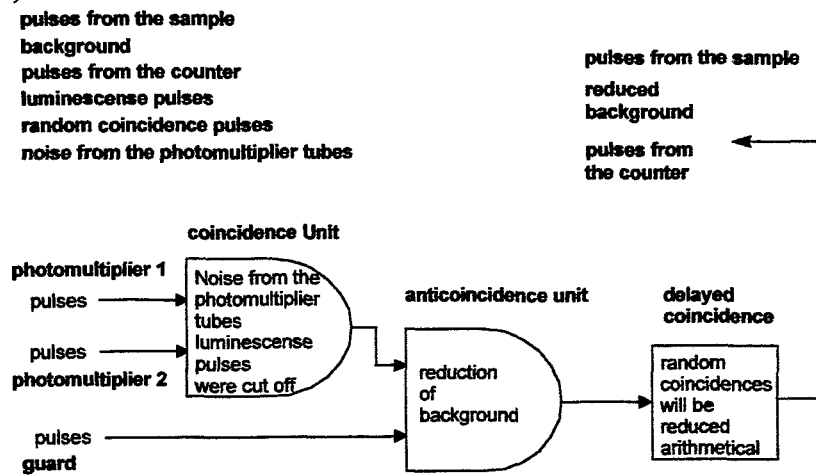 pulses from the sample
background
pulses from the counter
luminescense pulses
random coincidence pulses
noise from the photomultiplier tubes
pulses from the sample
reduced
background
pulses from
the counter
coincidence Unit
photomultiplier 1
pulses
pulses
photomultiplier 2
Noise from the
photomultiplier
tubes
luminescense
pulses
were cut off
anticoincidence unit
reduction
of
background
delayed
coincidence
random
coincidences
will be
reduced
arithmetical
pulses
guard